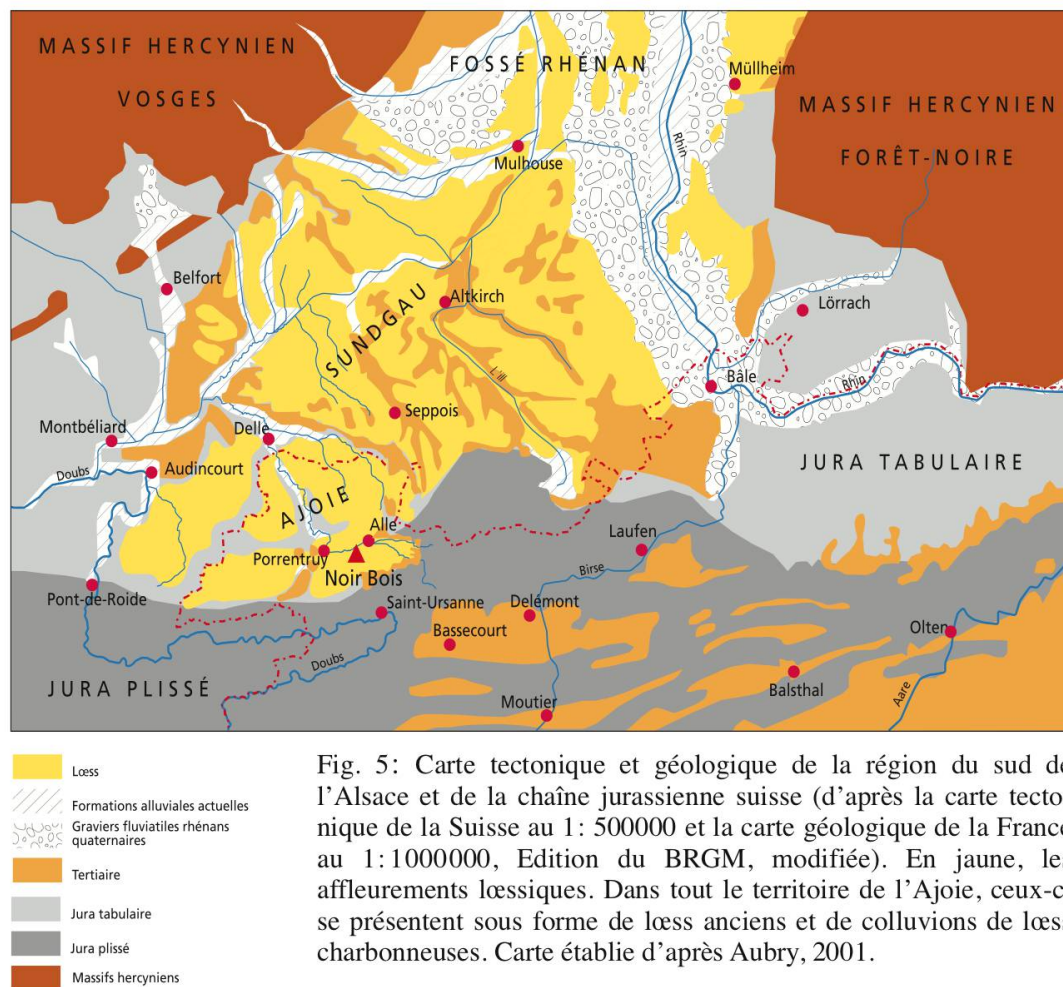 MASSIF HERCYNIEN
VOSGES
FOSSÉ RHÉNAN
Müllheim
MASSIF HERCYNIEN
FORÊT-NOIRE
Rhin
Mulhouse
Belfort
SUNDGAU
Altkirch
Lörrach
L'Ill
Bâle
Rhin
Seppois
Montbéliard
Delle
Doubs
Audincourt
JURA TABULAIRE
AJOIE
Alle
Laufen
Porrentruy
Noir Bois
Birse
Pont-de-Roide
Saint-Ursanne
Delémont
Bassecourt
Olten
Doubs
JURA PLISSÉ
Balsthal
Moutier
Aare
Lœss
Formations alluviales actuelles
Graviers fluviatiles rhénans
quaternaires
Tertiaire
Jura tabulaire
Jura plissé
Massifs hercyniens
Fig. 5: Carte tectonique et géologique de la région du sud de
l'Alsace et de la chaîne jurassienne suisse (d'après la carte tecto
nique de la Suisse au 1: 500000 et la carte géologique de la France
au 1:1000000, Edition du BRGM, modifiée). En jaune, le
affleurements lœssiques. Dans tout le territoire de l'Ajoie, ceux-c
se présentent sous forme de lœss anciens et de colluvions de lœs
charbonneuses. Carte établie d'après Aubry, 2001.